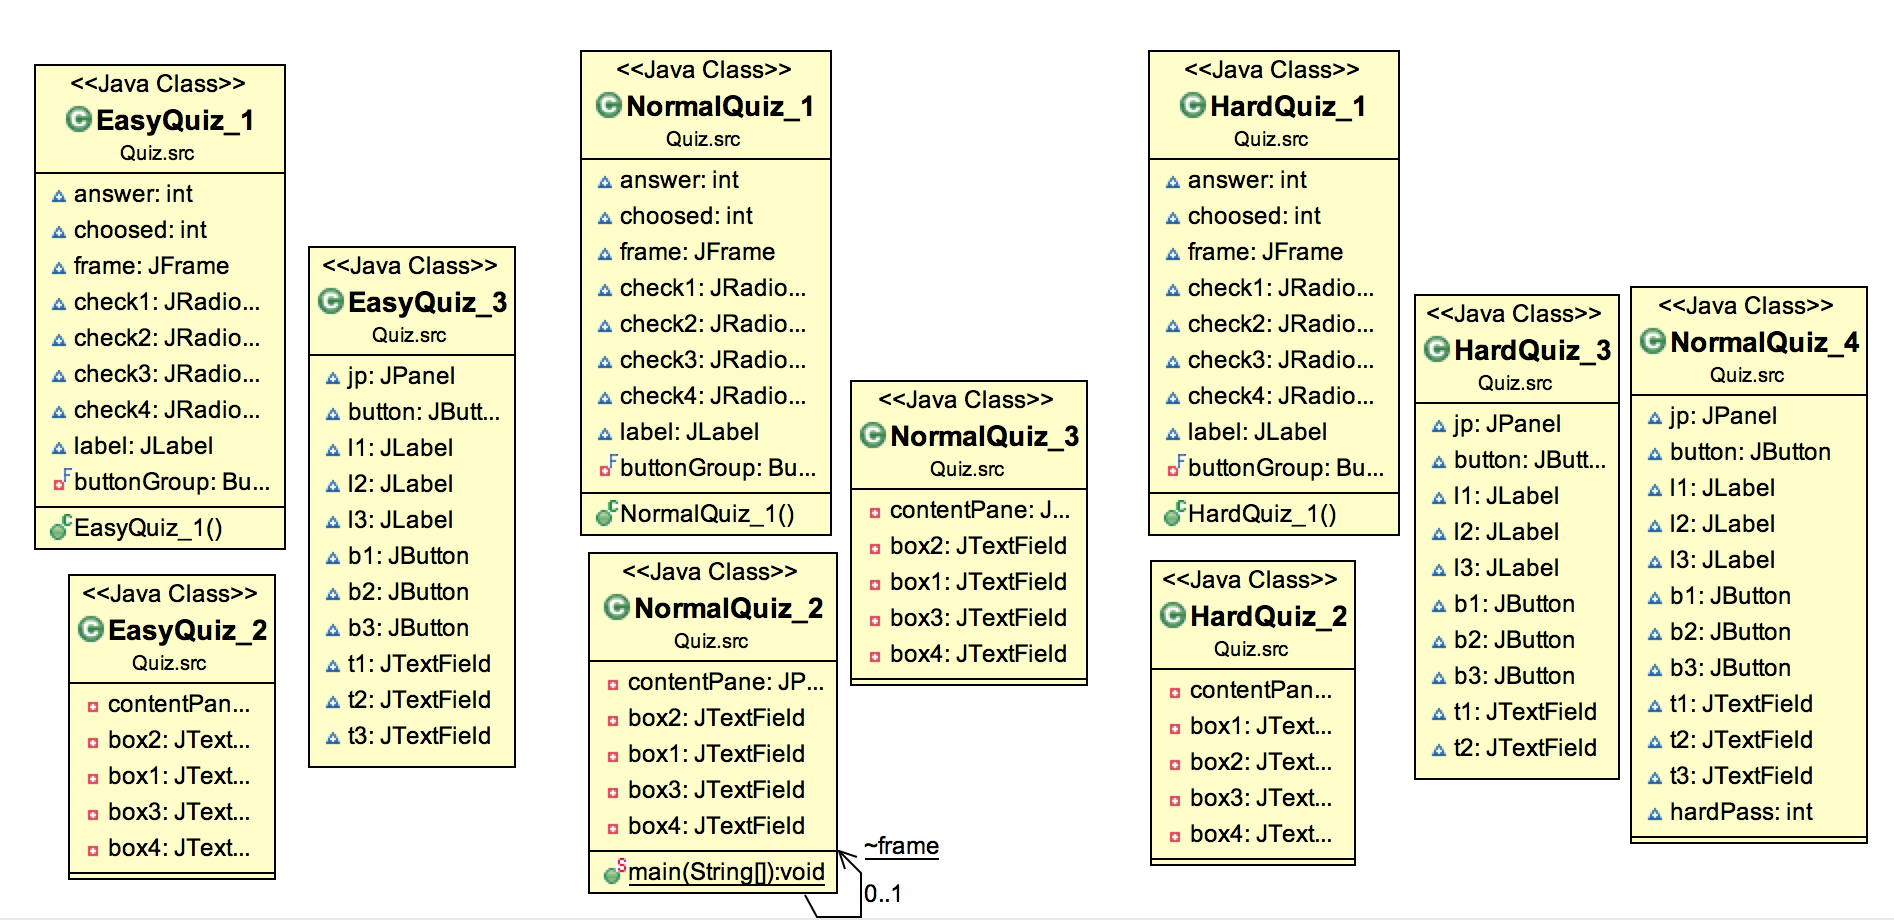 <<Java Class>>
EasyQuiz_1
Quiz.src
answer: int
choosed: int
frame: JFrame
check1: JRadio...
check2: JRadio...
check3: JRadio...
check4: JRadio...
label: JLabel
buttonGroup: Bu...
EasyQuiz_1()
<<Java Class>>
EasyQuiz_2
Quiz.src
contentPan...
box2: JText...
box1: JText...
box3: JText...
box4: JText...
<<Java Class>>
EasyQuiz_3
Quiz.src
jp: JPanel
button: JButt...
l1: JLabel
l2: JLabel
l3: JLabel
b1: JButton
b2: JButton
b3: JButton
t1: JTextField
t2: JTextField
t3: JTextField
<<Java Class>>
NormalQuiz_1
Quiz.src
answer: int
choosed: int
frame: JFrame
check1: JRadio...
check2: JRadio...
check3: JRadio...
check4: JRadio...
label: JLabel
buttonGroup: Bu...
NormalQuiz_1()
<<Java Class>>
NormalQuiz_2
Quiz.src
contentPane: JP...
box2: JTextField
box1: JTextField
box3: JTextField
box4: JTextField
main(String[]):void
~frame
0..1
<<Java Class>>
NormalQuiz_3
Quiz.src
contentPane: J...
box2: JTextField
box1: JTextField
box3: JTextField
box4: JTextField
<<Java Class>>
HardQuiz_1
Quiz.src
answer: int
choosed: int
frame: JFrame
check1: JRadio...
check2: JRadio...
check3: JRadio...
check4: JRadio...
label: JLabel
buttonGroup: Bu...
HardQuiz_1()
<<Java Class>>
HardQuiz_2
Quiz.src
contentPan...
box1: JText...
box2: JText...
box3: JText...
box4: JText...
<<Java Class>>
HardQuiz_3
Quiz.src
jp: JPanel
button: JButt...
l1: JLabel
l2: JLabel
l3: JLabel
b1: JButton
b2: JButton
b3: JButton
t1: JTextField
t2: JTextField
<<Java Class>>
NormalQuiz_4
Quiz.src
jp: JPanel
button: JButton
l1: JLabel
l2: JLabel
l3: JLabel
b1: JButton
b2: JButton
b3: JButton
t1: JTextField
t2: JTextField
t3: JTextField
hardPass: int